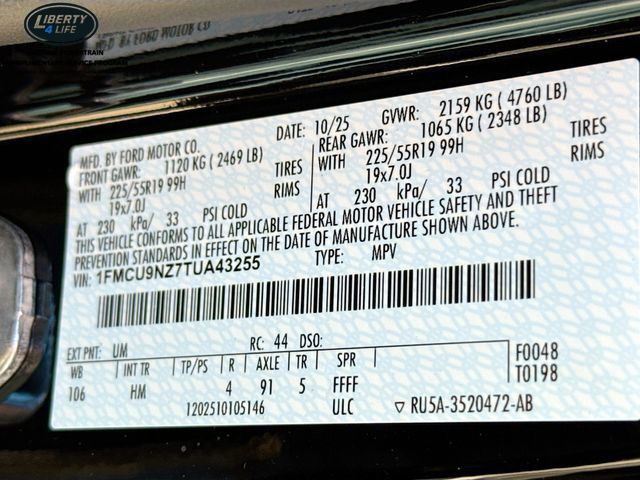 LIBERTY
4 LIFE
BY FORD MOTOR CO
MFD. BY FORD MOTOR CO.
DATE: 10/25
GVWR: 2159 KG ( 4760 LB)
FRONT GAWR: 1120 KG ( 2469 LB)
REAR GAWR: 1065 KG ( 2348 LB)
WITH 225/55R19 99H TIRES
WITH 225/55R19 99H TIRES
19x7.0J RIMS
19x7.0J RIMS
AT 230 kPa/ 33 PSI COLD
AT 230 kPa/ 33 PSI COLD
THIS VEHICLE CONFORMS TO ALL APPLICABLE FEDERAL MOTOR VEHICLE SAFETY AND THEFT
PREVENTION STANDARDS IN EFFECT ON THE DATE OF MANUFACTURE SHOWN ABOVE.
VIN: 1FMCU9NZ7TUA43255
TYPE: MPV
EXT PNT: UM RC: 44 DSO:
WB INT TR TP/PS R AXLE TR SPR
106 HM 4 91 5 FFFF
F0048
T0198
1202510105146 ULC ▽ RU5A-3520472-AB